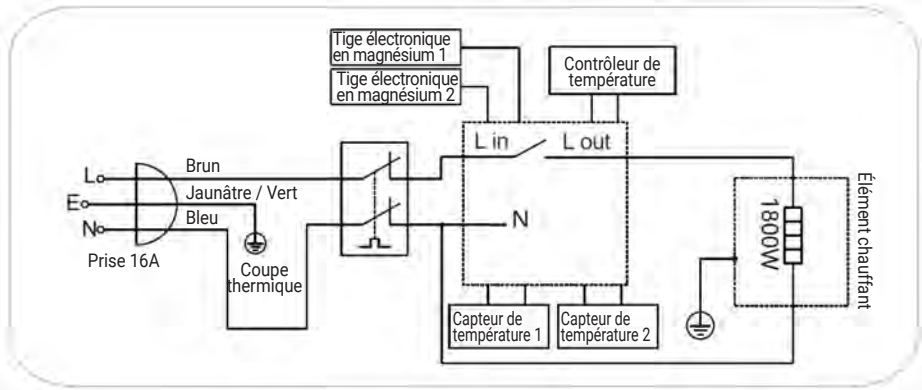 Tige électronique
en magnésium 1
Tige électronique
en magnésium 2
Contrôleur de
température
L in
L out
L
Brun
E
Jaunâtre / Vert
N
Bleu
Prise 16A
Coupe
thermique
N
1800W
Élément chauffant
Capteur de
température 1
Capteur de
température 2